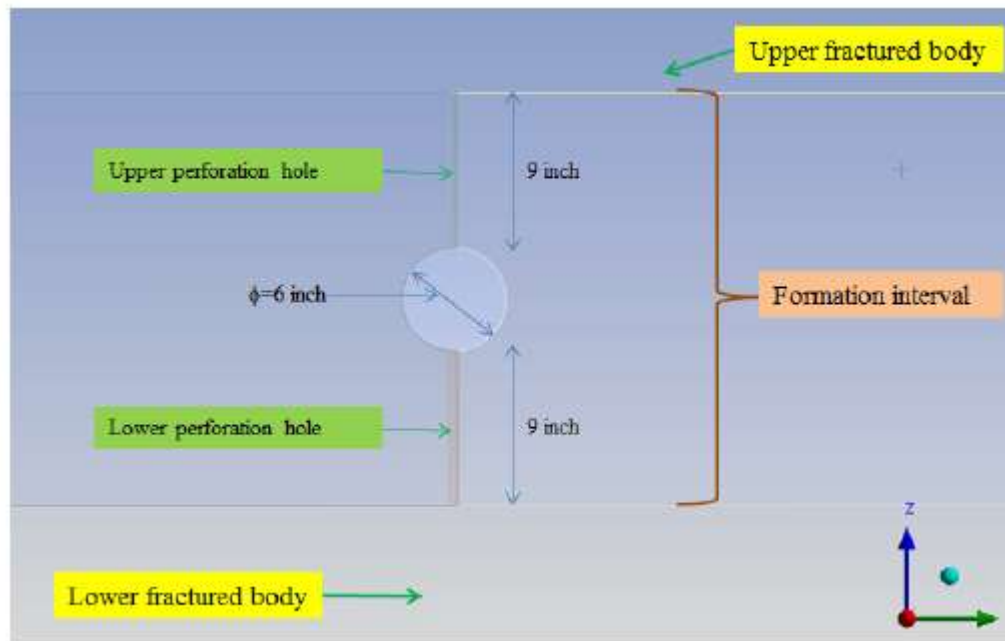 Upper fractured body
Upper perforation hole
9 inch
ϕ=6 inch
Formation interval
Lower perforation hole
9 inch
Lower fractured body
z